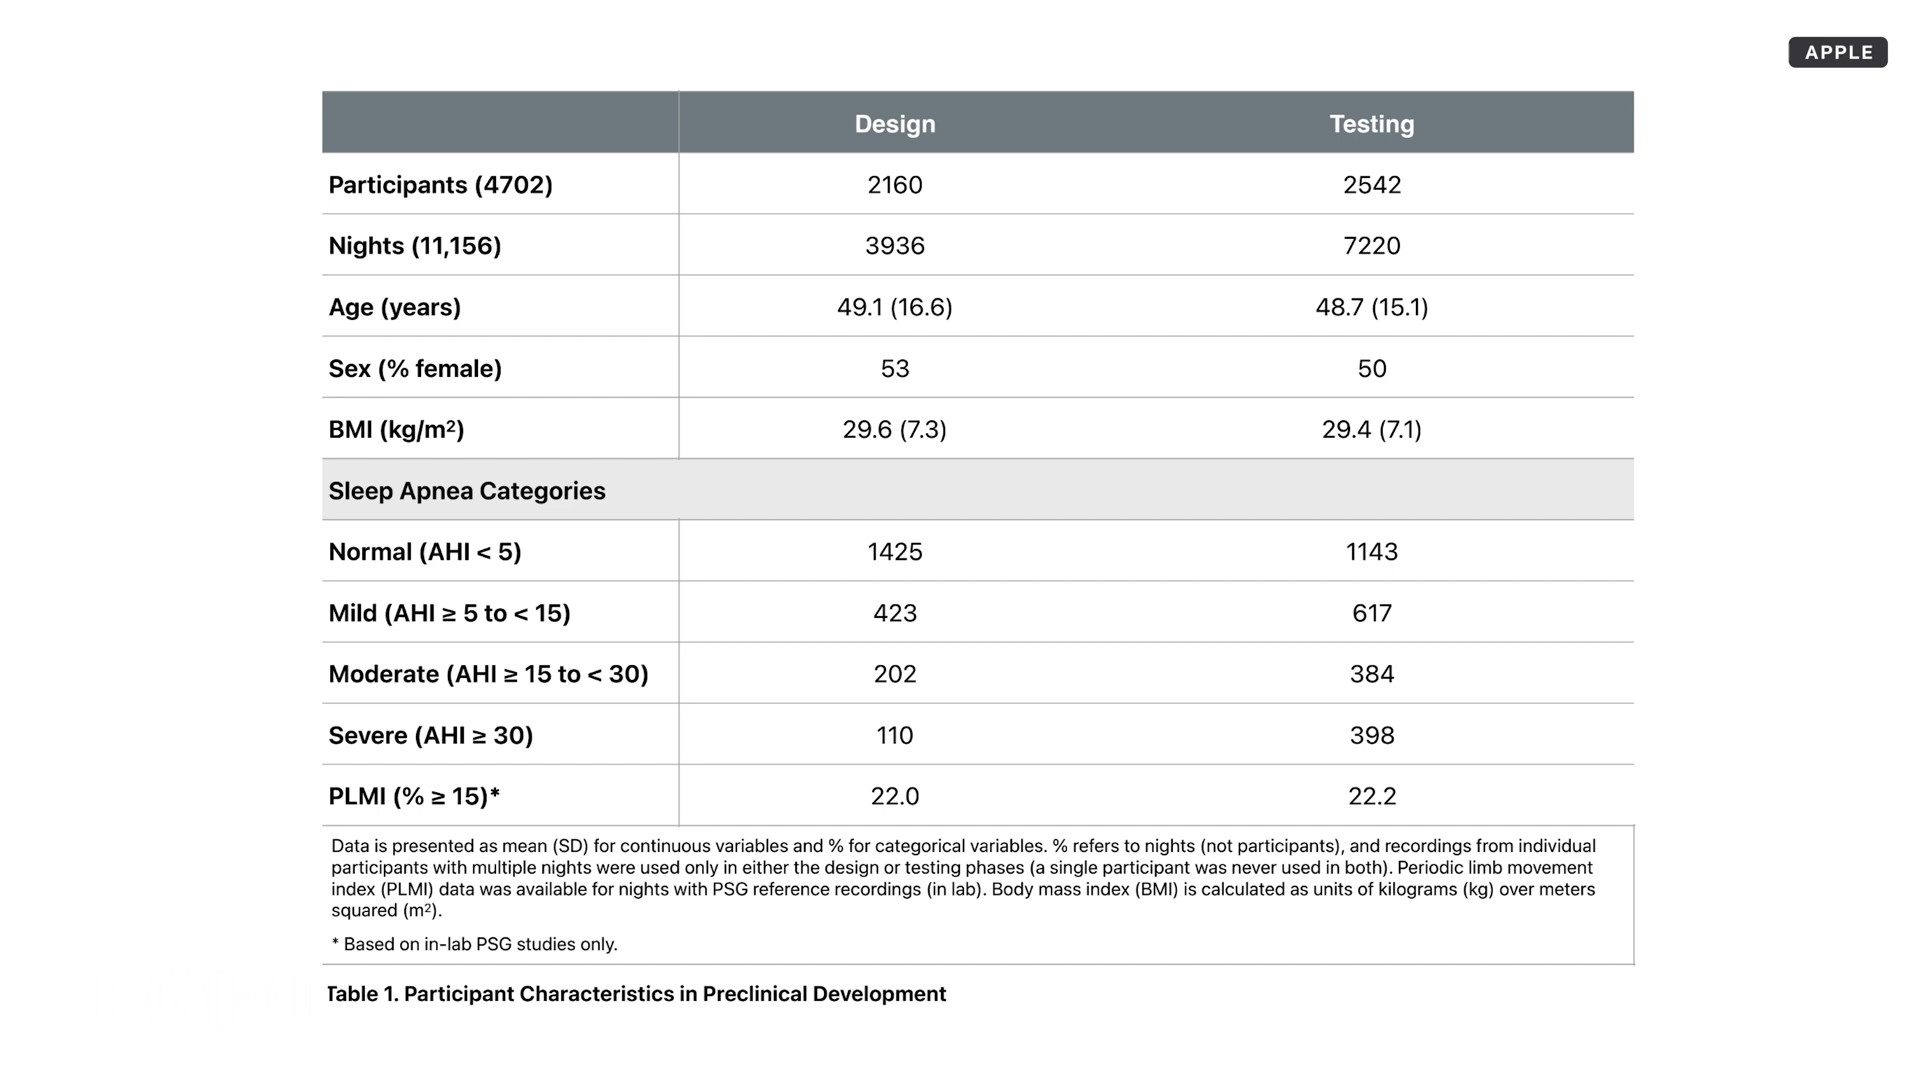 APPLE
Design Testing
Participants (4702) 2160 2542
Nights (11,156) 3936 7220
Age (years) 49.1 (16.6) 48.7 (15.1)
Sex (% female) 53 50
BMI (kg/m²) 29.6 (7.3) 29.4 (7.1)
Sleep Apnea Categories
Normal (AHI < 5) 1425 1143
Mild (AHI ≥ 5 to < 15) 423 617
Moderate (AHI ≥ 15 to < 30) 202 384
Severe (AHI ≥ 30) 110 398
PLMI (% ≥ 15)* 22.0 22.2
Data is presented as mean (SD) for continuous variables and % for categorical variables. % refers to nights (not participants), and recordings from individual
participants with multiple nights were used only in either the design or testing phases (a single participant was never used in both). Periodic limb movement
index (PLMI) data was available for nights with PSG reference recordings (in lab). Body mass index (BMI) is calculated as units of kilograms (kg) over meters
squared (m²).
* Based on in-lab PSG studies only.
Table 1. Participant Characteristics in Preclinical Development